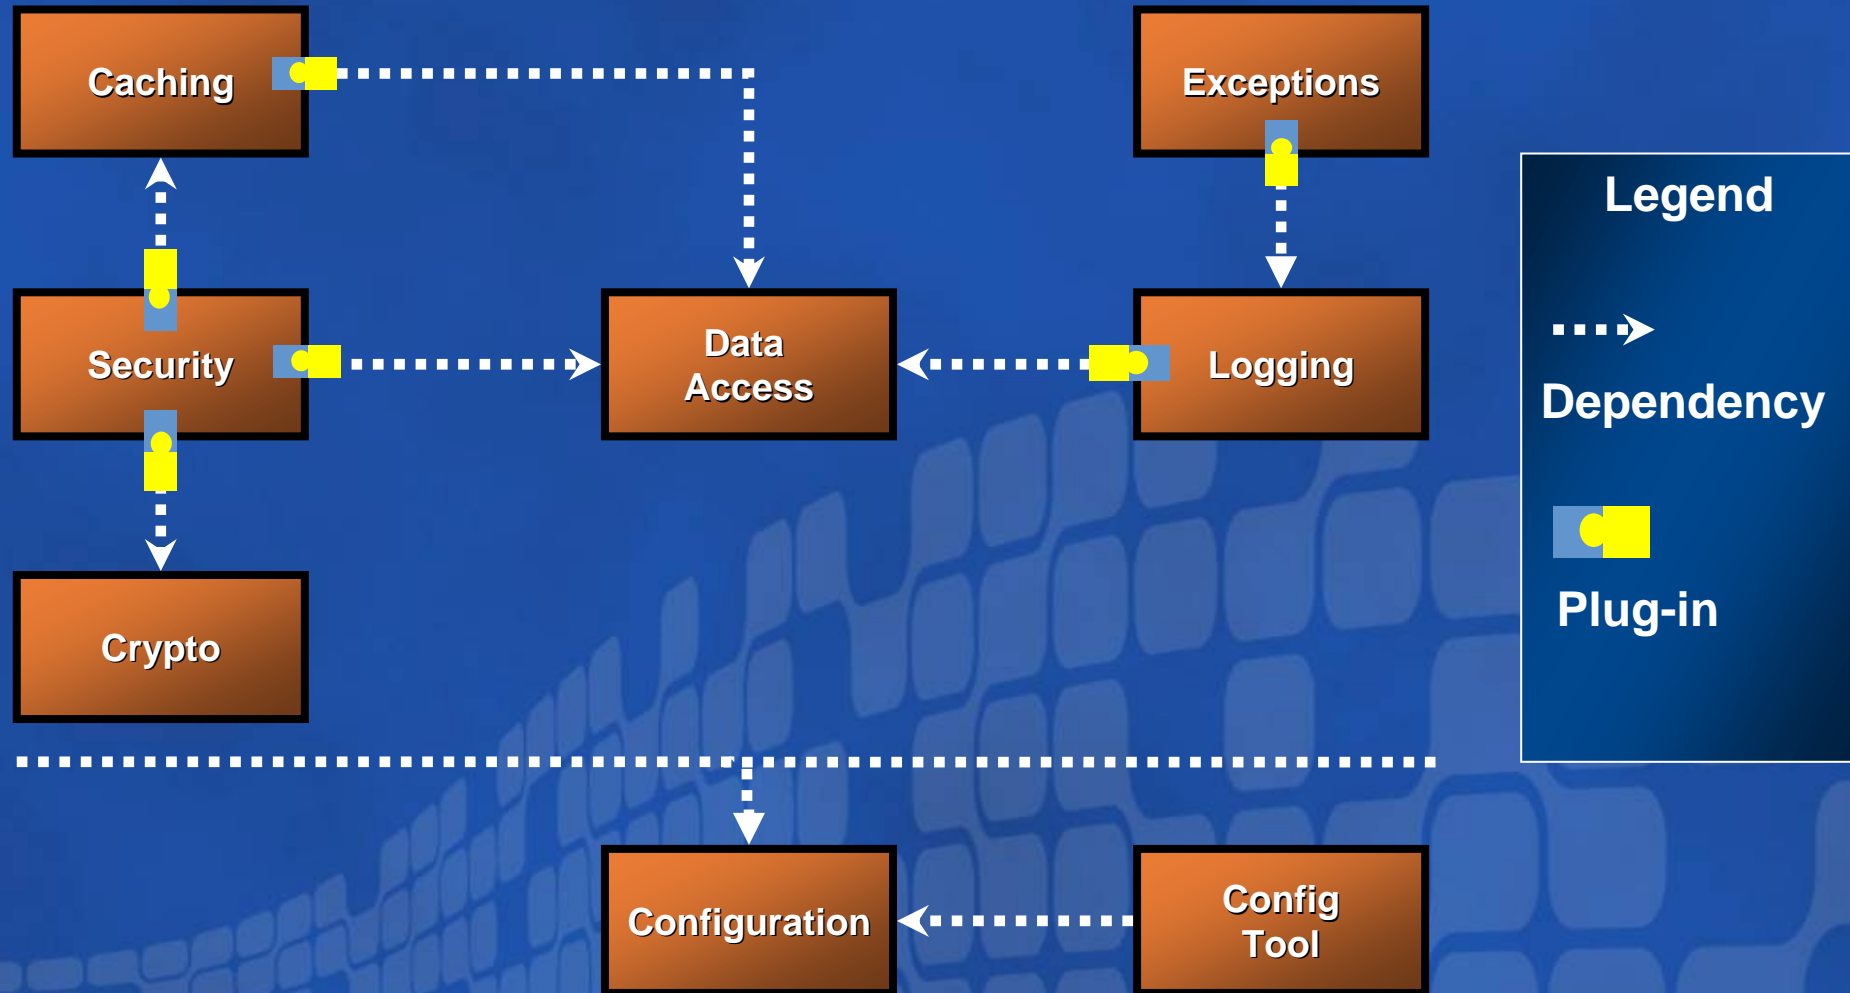 Caching
Exceptions
Legend
Security
Data
Access
Logging
Dependency
Crypto
Plug-in
Configuration
Config
Tool